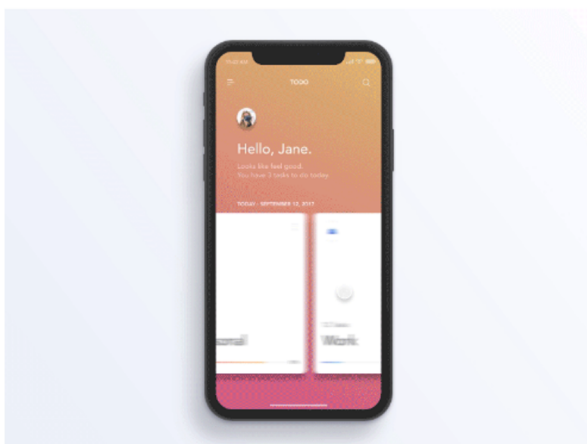 TODO
Hello, Jane.
Looks like feel good.
You have 3 tasks to do today.
TODAY : SEPTEMBER 12, 2017
Work